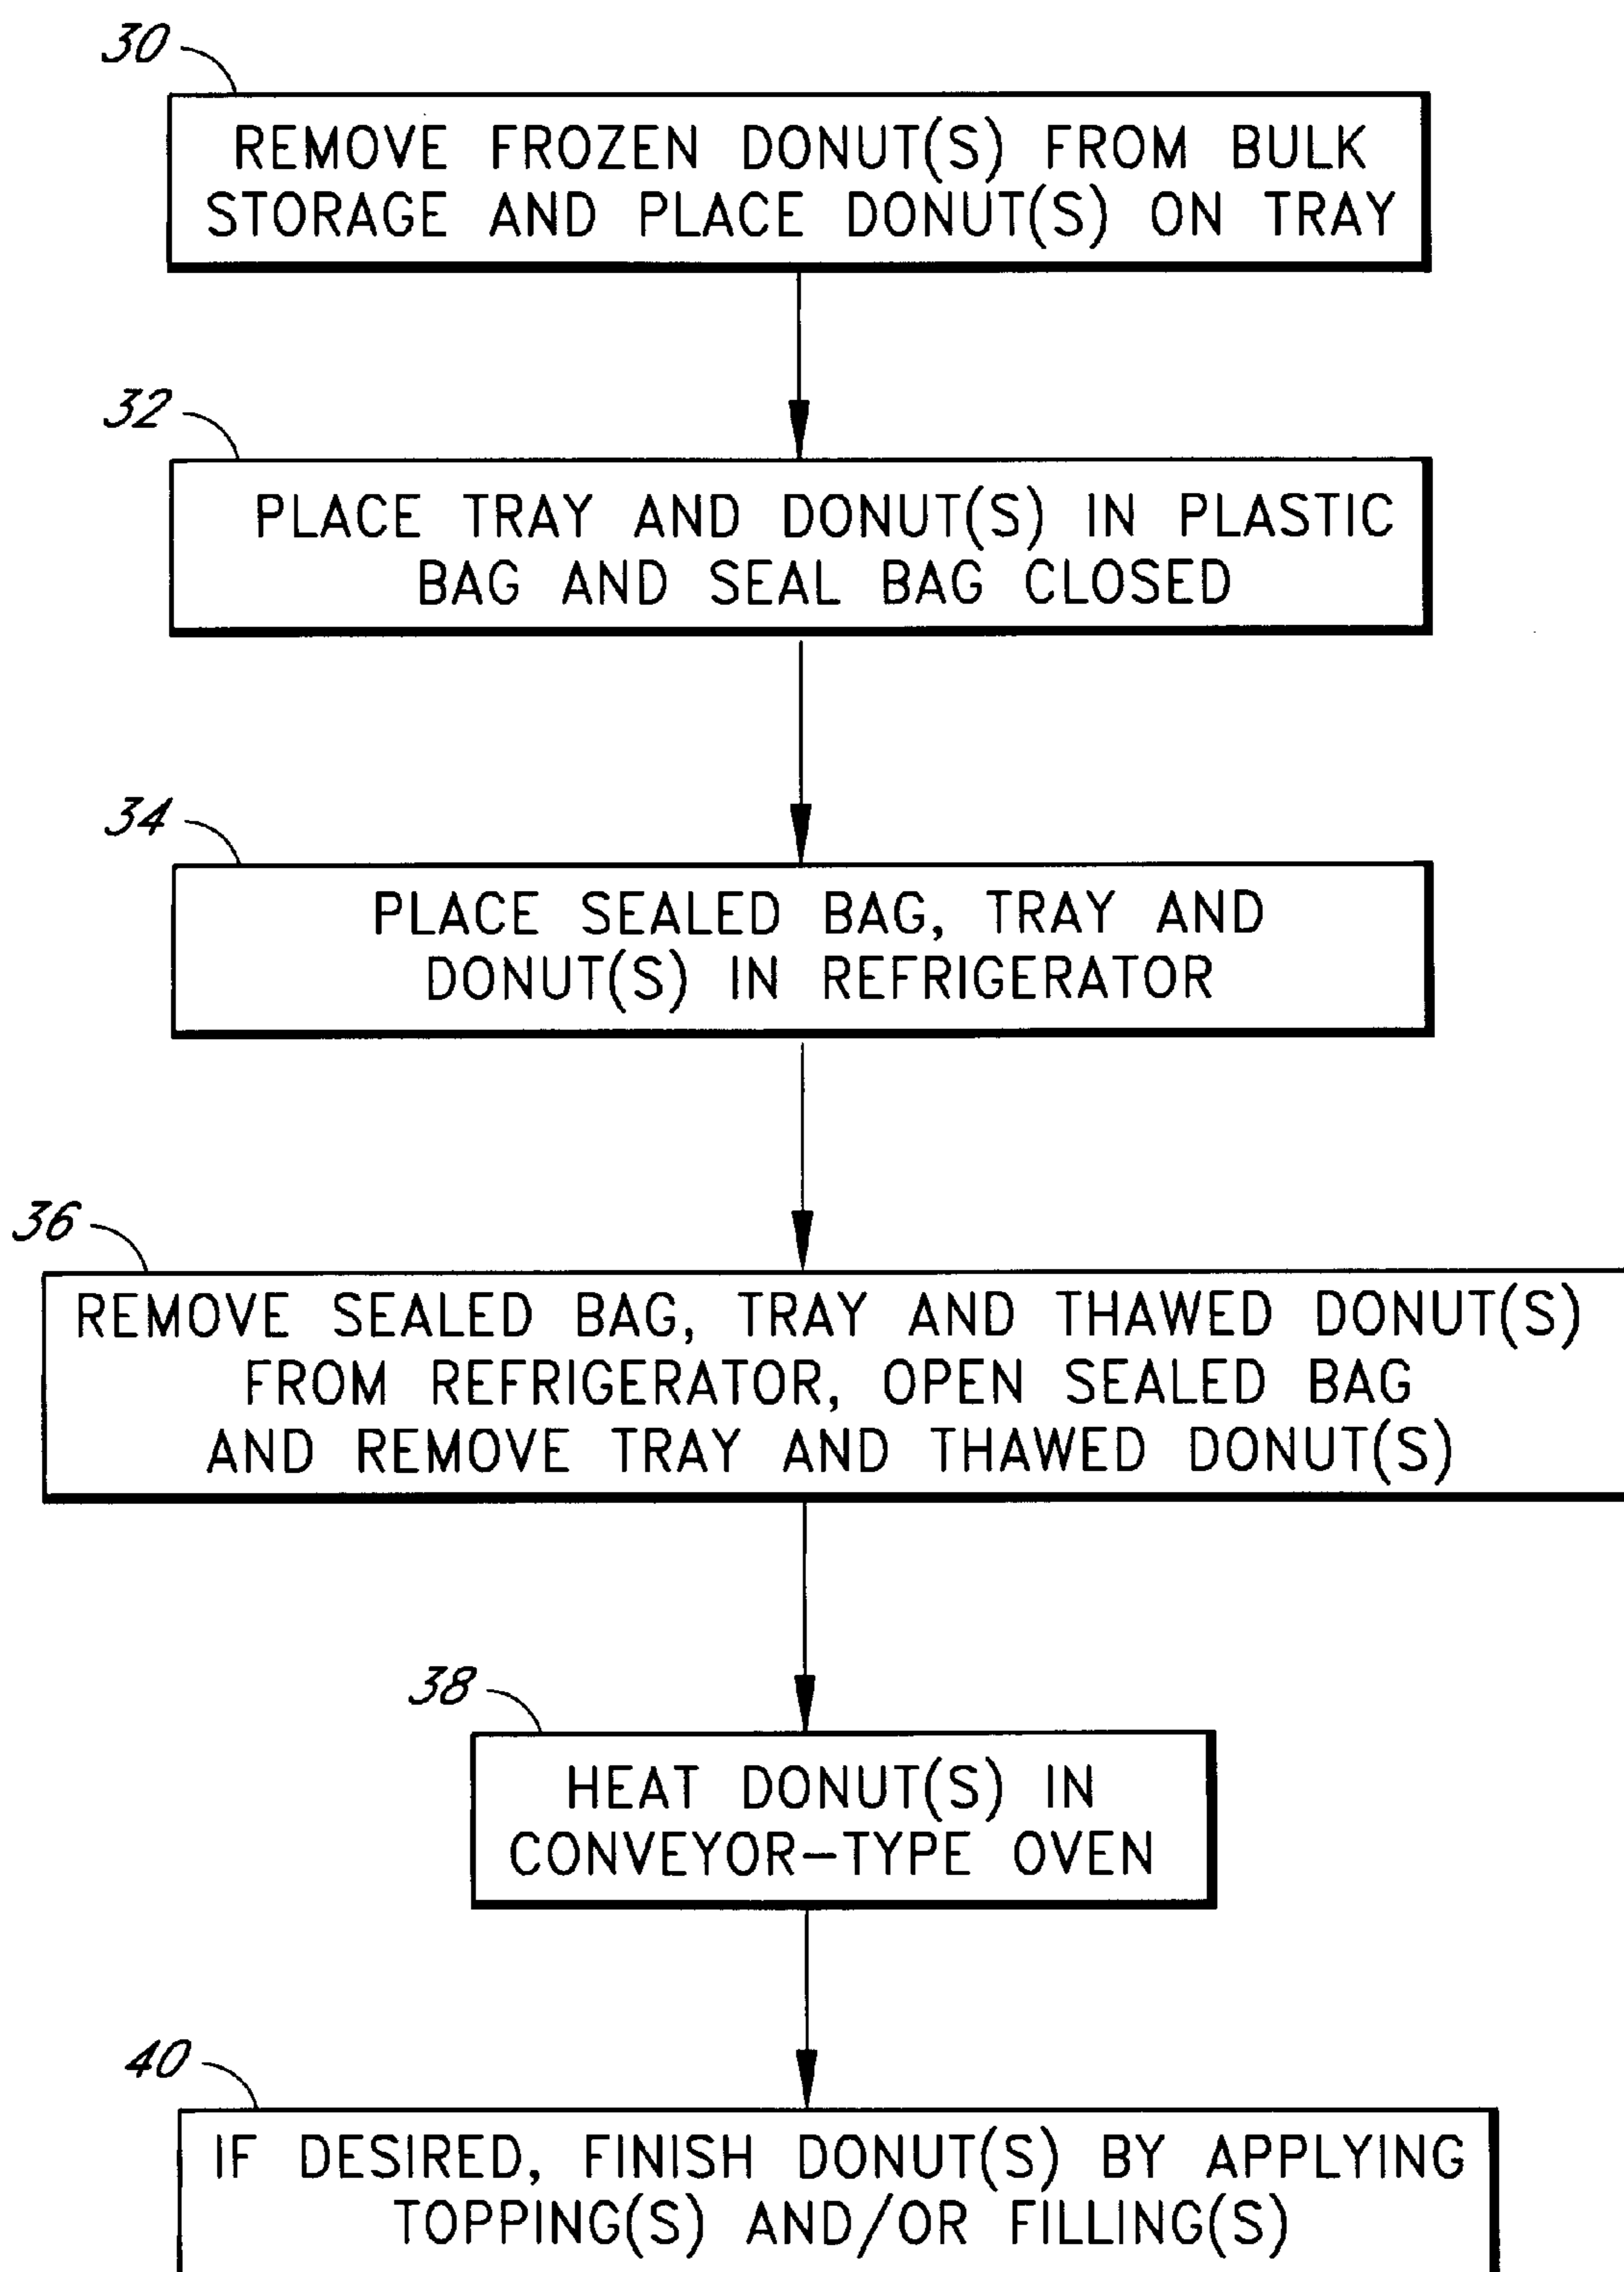 30
REMOVE FROZEN DONUT(S) FROM BULK
STORAGE AND PLACE DONUT(S) ON TRAY
32
PLACE TRAY AND DONUT(S) IN PLASTIC
BAG AND SEAL BAG CLOSED
34
PLACE SEALED BAG, TRAY AND
DONUT(S) IN REFRIGERATOR
36
REMOVE SEALED BAG, TRAY AND THAWED DONUT(S)
FROM REFRIGERATOR, OPEN SEALED BAG
AND REMOVE TRAY AND THAWED DONUT(S)
38
HEAT DONUT(S) IN
CONVEYOR-TYPE OVEN
40
IF DESIRED, FINISH DONUT(S) BY APPLYING
TOPPING(S) AND/OR FILLING(S)